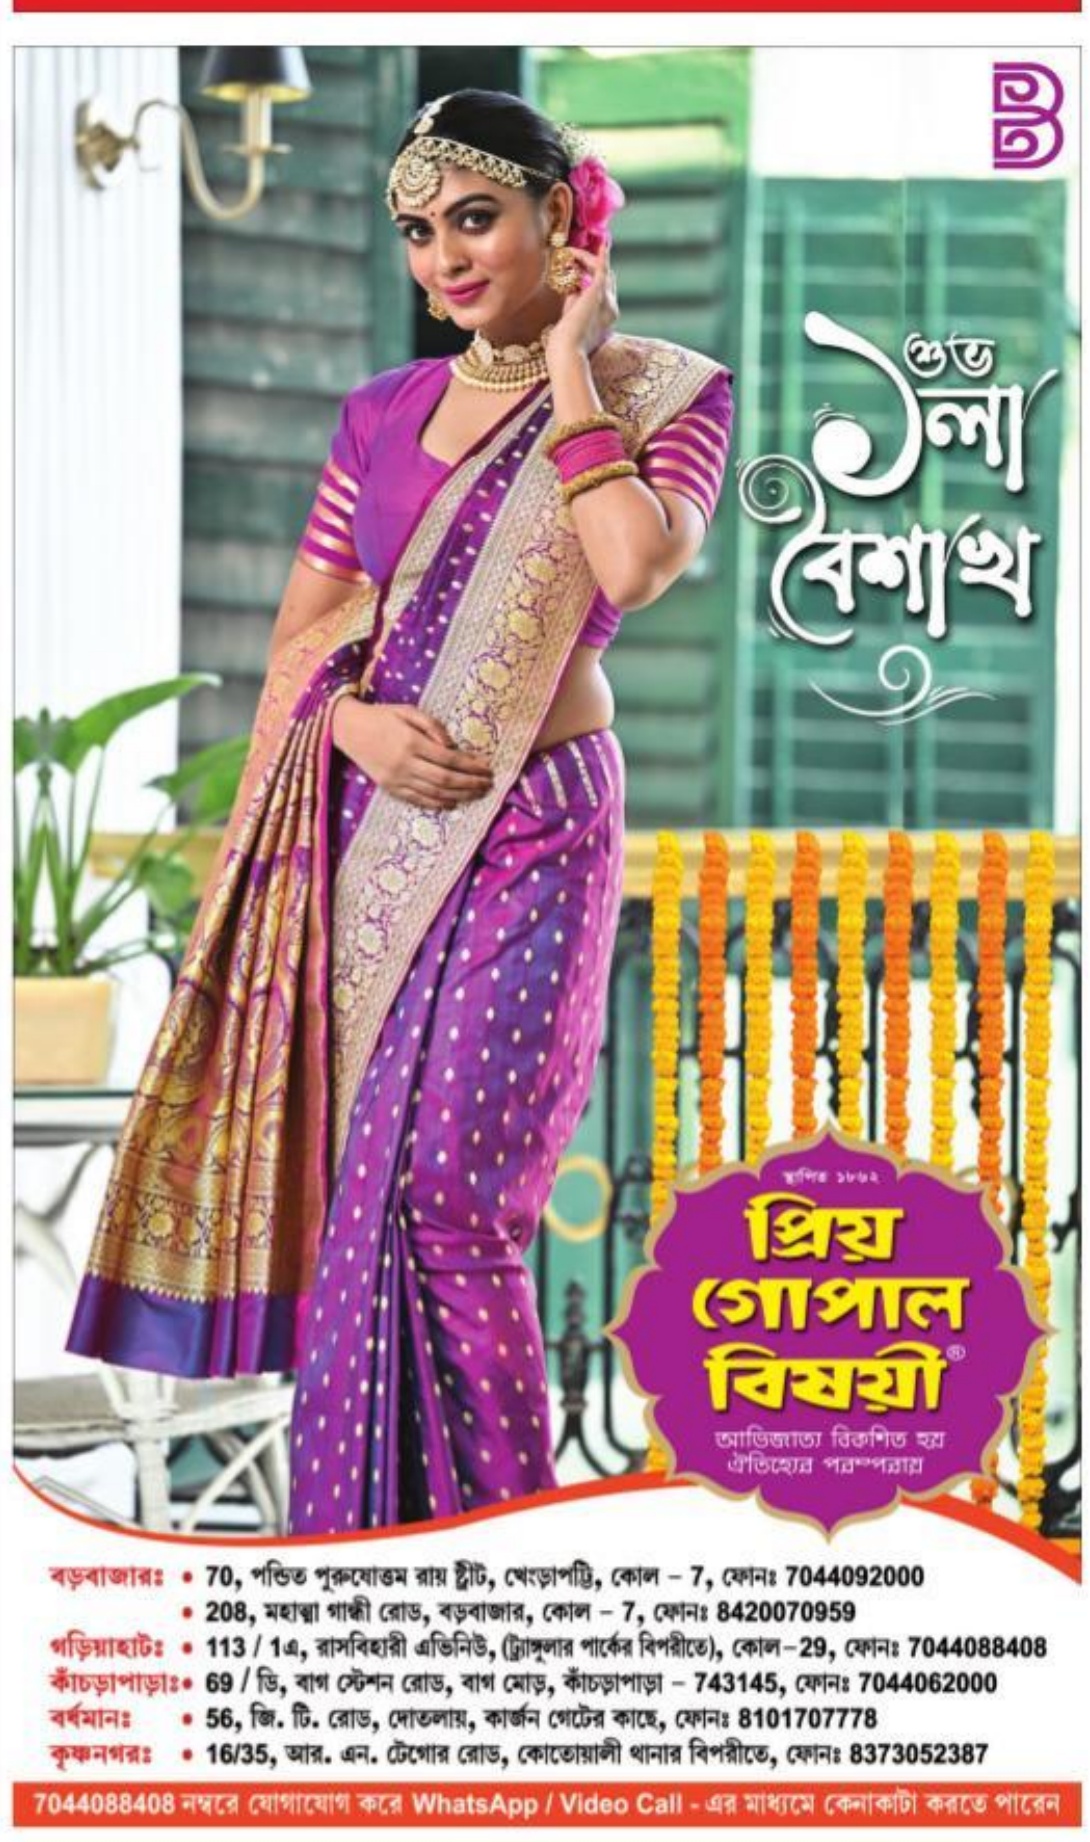 শুভ
১লা
বৈশাখ
স্থাপিত ১৮৬২
প্রিয়
গোপাল
বিষয়ী®
আভিজাত্য বিকশিত হয়
ঐতিহ্যের পরম্পরায়
বড়বাজারঃ • 70, পন্ডিত পুরুষোত্তম রায় ষ্ট্রীট, খেংড়াপট্টি, কোল – 7, ফোনঃ 7044092000
• 208, মহাত্মা গান্ধী রোড, বড়বাজার, কোল – 7, ফোনঃ 8420070959
গড়িয়াহাটঃ • 113 / 1এ, রাসবিহারী এভিনিউ, (ট্র্যাঙ্গুলার পার্কের বিপরীতে), কোল–29, ফোনঃ 7044088408
কাঁচড়াপাড়াঃ • 69 / ডি, বাগ স্টেশন রোড, বাগ মোড়, কাঁচড়াপাড়া – 743145, ফোনঃ 7044062000
বর্ধমানঃ • 56, জি. টি. রোড, দোতলায়, কার্জন গেটের কাছে, ফোনঃ 8101707778
কৃষ্ণনগরঃ • 16/35, আর. এন. টেগোর রোড, কোতোয়ালী থানার বিপরীতে, ফোনঃ 8373052387
7044088408 নম্বরে যোগাযোগ করে WhatsApp / Video Call - এর মাধ্যমে কেনাকাটা করতে পারেন